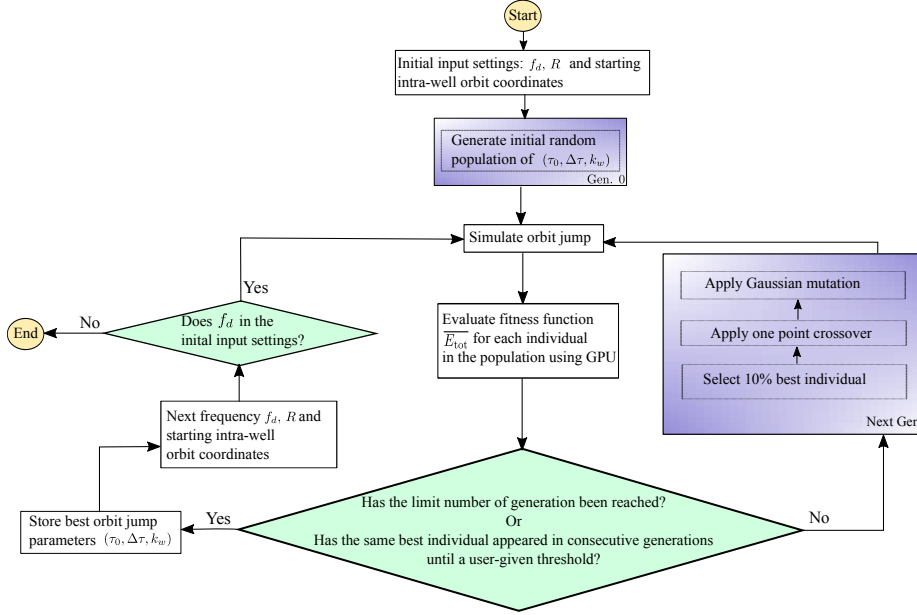 Start
Initial input settings: f_d, R and starting
intra-well orbit coordinates
Generate initial random
population of (τ_0, Δτ, k_w)
Gen. 0
Simulate orbit jump
Evaluate fitness function
\overline{E_{tot}} for each individual
in the population using GPU
Has the limit number of generation been reached?
Or
Has the same best individual appeared in consecutive generations
until a user-given threshold?
No
Apply Gaussian mutation
Apply one point crossover
Select 10% best individual
Next Gen
Yes
Store best orbit jump
parameters (τ_0, Δτ, k_w)
Next frequency f_d, R and
starting intra-well
orbit coordinates
Does f_d in the
inital input settings?
Yes
No
End